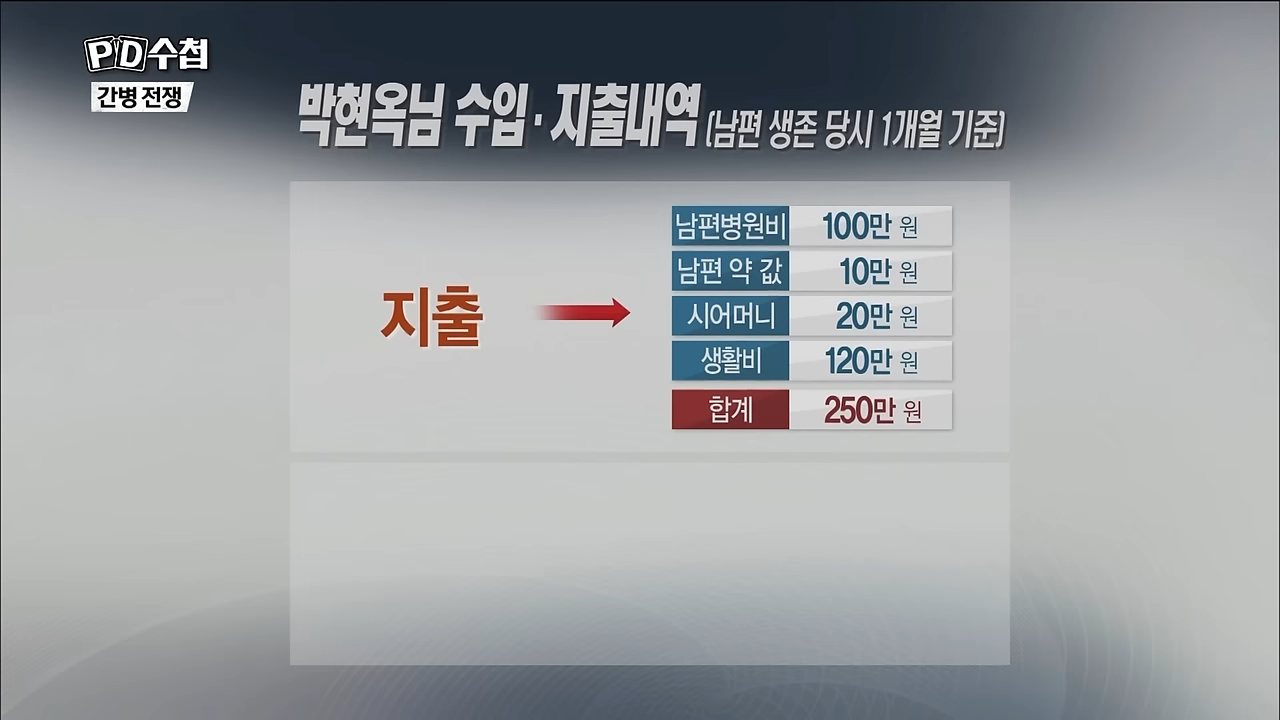 PD수첩
간병 전쟁
박현옥님 수입·지출내역 (남편 생존 당시 1개월 기준)
지출
남편병원비 100만 원
남편 약 값 10만 원
시어머니 20만 원
생활비 120만 원
합계 250만 원